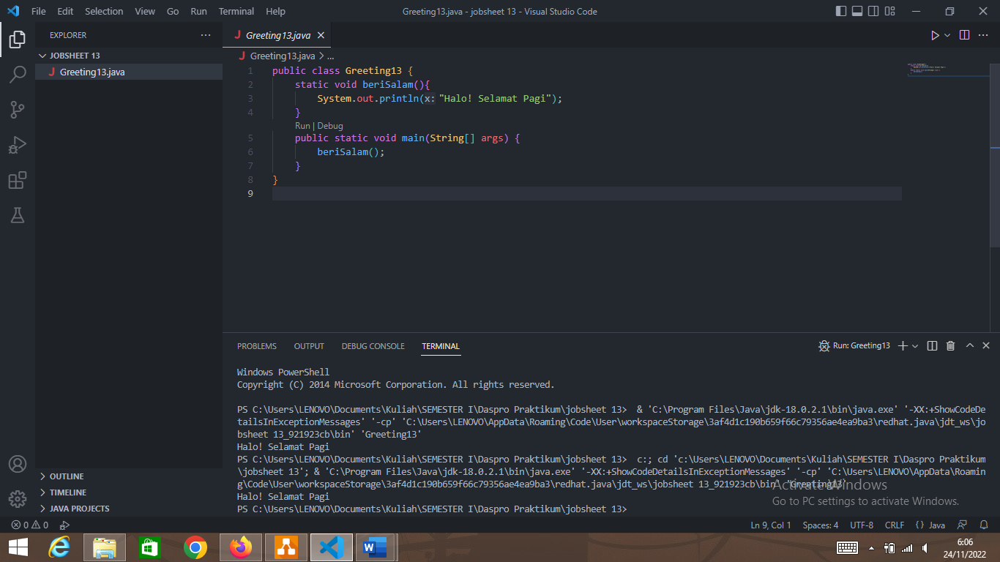 File Edit Selection View Go Run Terminal Help
Greeting13.java - jobsheet 13 - Visual Studio Code
EXPLORER
JOBSHEET 13
J Greeting13.java
OUTLINE
TIMELINE
JAVA PROJECTS
J Greeting13.java
J Greeting13.java > ...
1 public class Greeting13 {
2 static void beriSalam(){
3 System.out.println(x: "Halo! Selamat Pagi");
4 }
Run | Debug
5 public static void main(String[] args) {
6 beriSalam();
7 }
8 }
9
PROBLEMS OUTPUT DEBUG CONSOLE TERMINAL
Run: Greeting13
Windows PowerShell
Copyright (C) 2014 Microsoft Corporation. All rights reserved.
PS C:\Users\LENOVO\Documents\Kuliah\SEMESTER I\Daspro Praktikum\jobsheet 13>  & 'C:\Program Files\Java\jdk-18.0.2.1\bin\java.exe' '-XX:+ShowCodeDe
tailsInExceptionMessages' '-cp' 'C:\Users\LENOVO\AppData\Roaming\Code\User\workspaceStorage\3af4d1c190b659f66c79356ae4ea9ba3\redhat.java\jdt_ws\jo
bsheet 13_921923cb\bin' 'Greeting13'
Halo! Selamat Pagi
PS C:\Users\LENOVO\Documents\Kuliah\SEMESTER I\Daspro Praktikum\jobsheet 13>  c:; cd 'c:\Users\LENOVO\Documents\Kuliah\SEMESTER I\Daspro Praktikum
\jobsheet 13'; & 'C:\Program Files\Java\jdk-18.0.2.1\bin\java.exe' '-XX:+ShowCodeDetailsInExceptionMessages' '-cp' 'C:\Users\LENOVO\AppData\Roamin
g\Code\User\workspaceStorage\3af4d1c190b659f66c79356ae4ea9ba3\redhat.java\jdt_ws\jobsheet 13_921923cb\bin' 'Greeting13'
Halo! Selamat Pagi
PS C:\Users\LENOVO\Documents\Kuliah\SEMESTER I\Daspro Praktikum\jobsheet 13>
Activate Windows
Go to PC settings to activate Windows.
0 0
Ln 9, Col 1 Spaces: 4 UTF-8 CRLF {} Java
6:06
24/11/2022